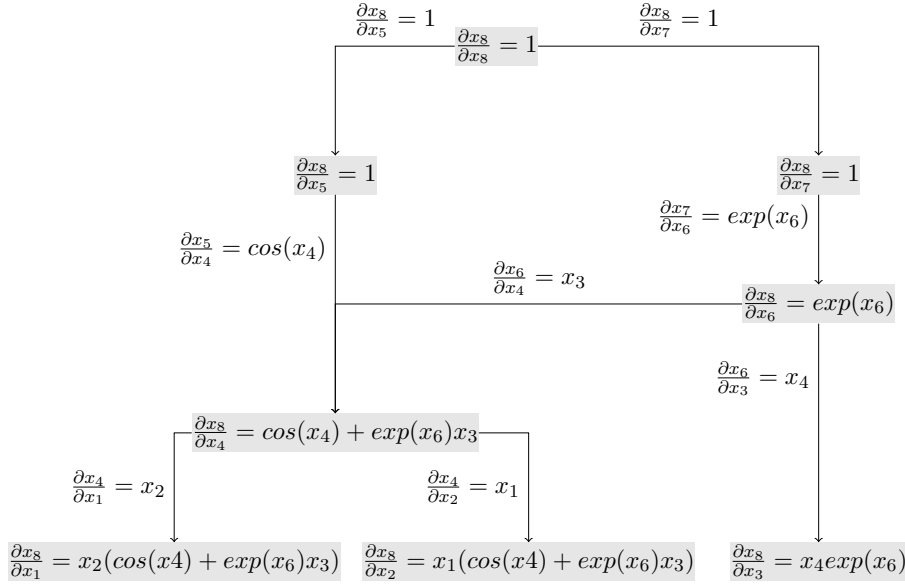 ∂x₈/∂x₅ = 1
∂x₈/∂x₇ = 1
∂x₈/∂x₈ = 1
∂x₈/∂x₅ = 1
∂x₈/∂x₇ = 1
∂x₇/∂x₆ = exp(x₆)
∂x₅/∂x₄ = cos(x₄)
∂x₆/∂x₄ = x₃
∂x₈/∂x₆ = exp(x₆)
∂x₆/∂x₃ = x₄
∂x₈/∂x₄ = cos(x₄) + exp(x₆)x₃
∂x₄/∂x₁ = x₂
∂x₄/∂x₂ = x₁
∂x₈/∂x₁ = x₂(cos(x4) + exp(x₆)x₃)
∂x₈/∂x₂ = x₁(cos(x4) + exp(x₆)x₃)
∂x₈/∂x₃ = x₄exp(x₆)